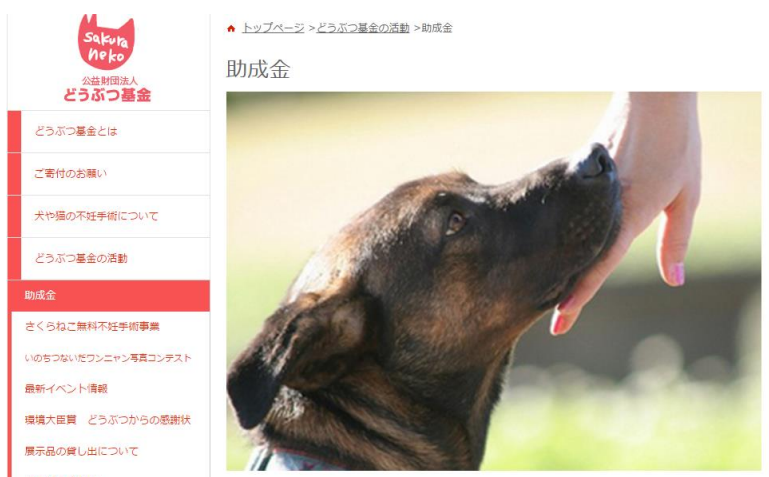 sakura
neko
公益財団法人
どうぶつ基金
どうぶつ基金とは
ご寄付のお願い
犬や猫の不妊手術について
どうぶつ基金の活動
助成金
さくらねこ無料不妊手術事業
いのちつないだワンニャン写真コンテスト
最新イベント情報
環境大臣賞　どうぶつからの感謝状
展示品の貸し出について
トップページ >どうぶつ基金の活動 >助成金
助成金